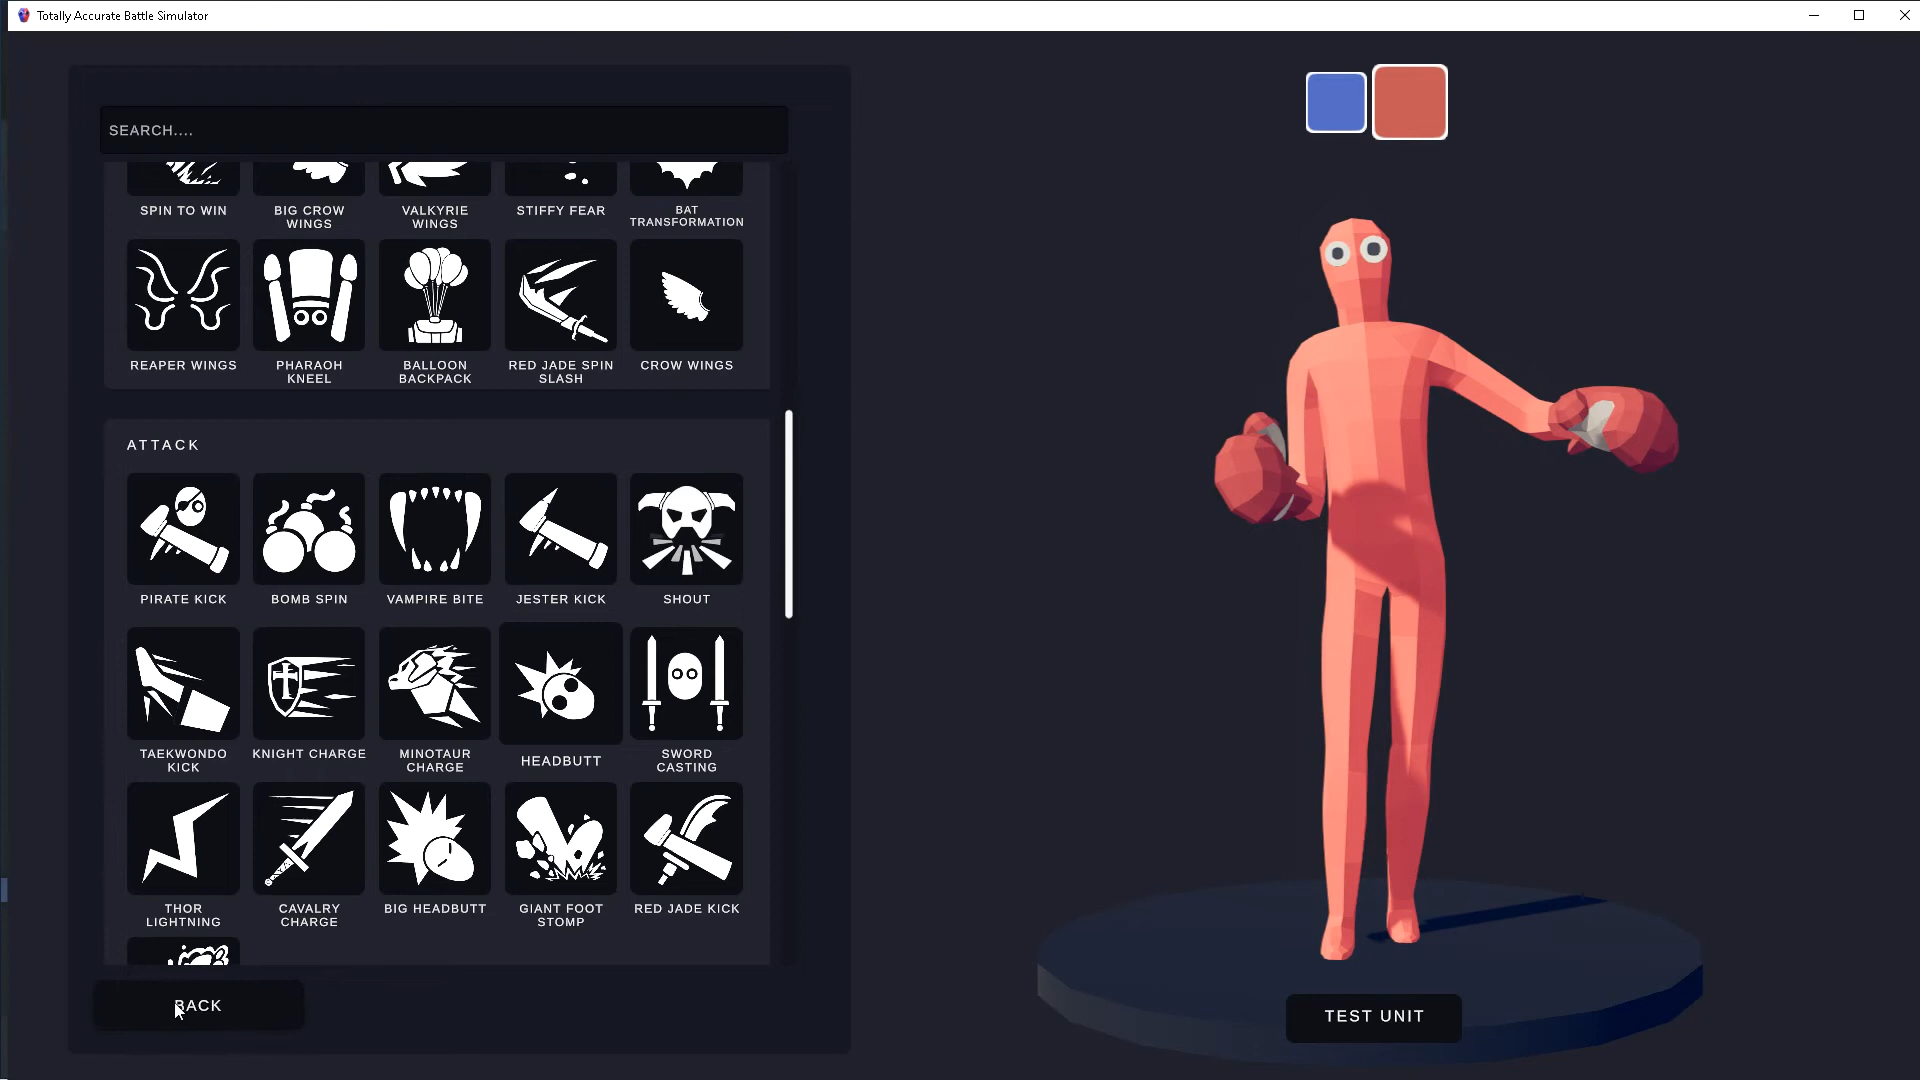 Totally Accurate Battle Simulator
SEARCH....
SPIN TO WIN
BIG CROW
WINGS
VALKYRIE
WINGS
STIFFY FEAR
BAT
TRANSFORMATION
REAPER WINGS
PHARAOH
KNEEL
BALLOON
BACKPACK
RED JADE SPIN
SLASH
CROW WINGS
ATTACK
PIRATE KICK
BOMB SPIN
VAMPIRE BITE
JESTER KICK
SHOUT
TAEKWONDO
KICK
KNIGHT CHARGE
MINOTAUR
CHARGE
HEADBUTT
SWORD
CASTING
THOR
LIGHTNING
CAVALRY
CHARGE
BIG HEADBUTT
GIANT FOOT
STOMP
RED JADE KICK
BACK
TEST UNIT